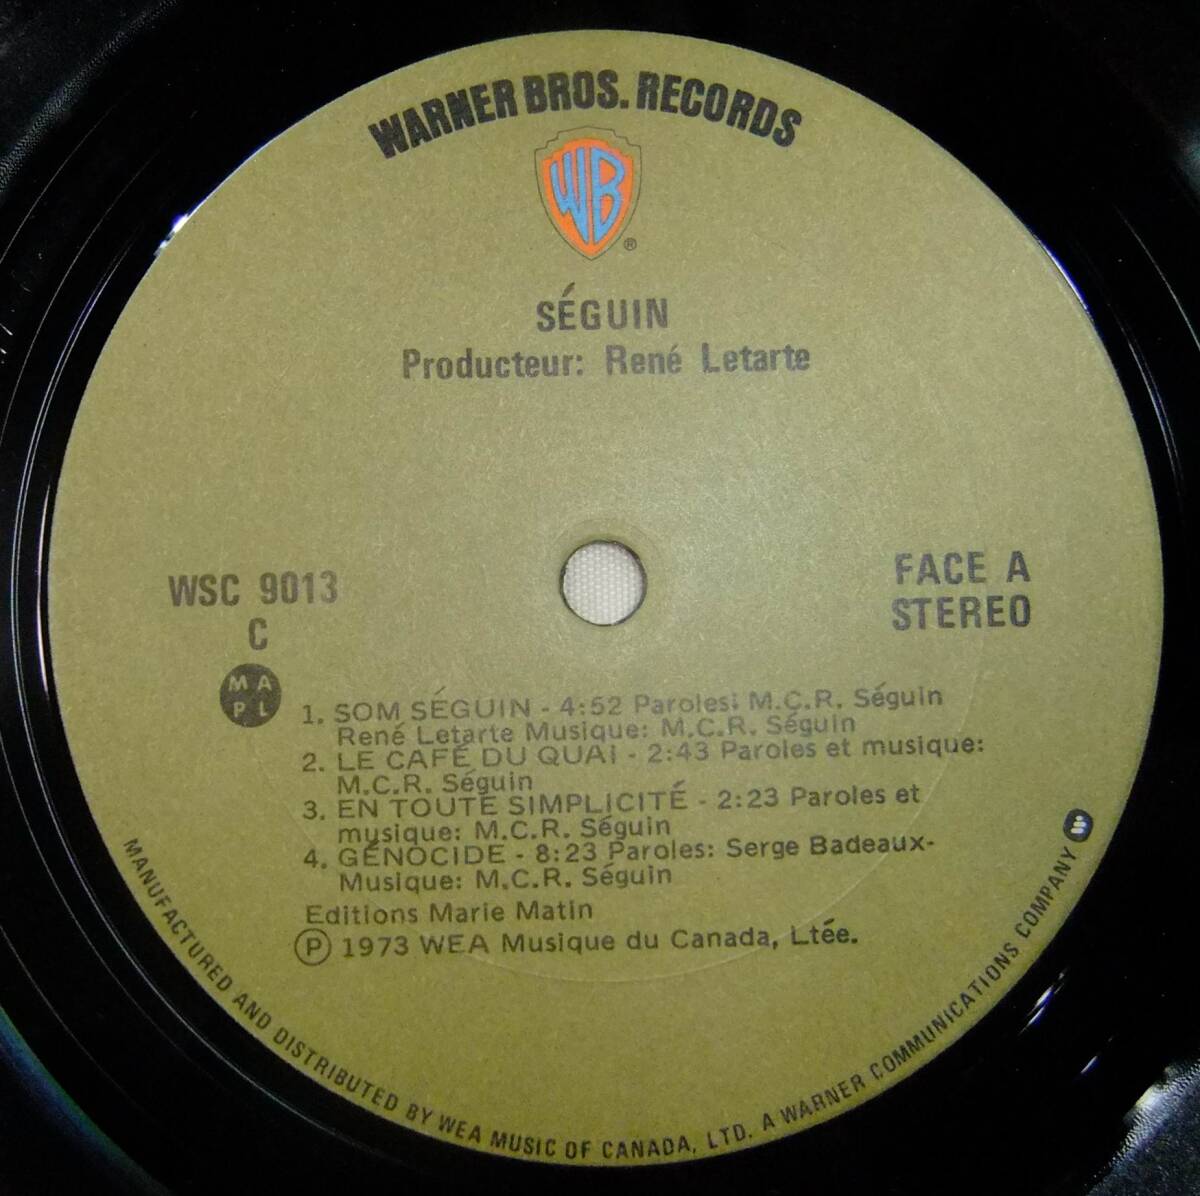 WARNER BROS. RECORDS
WB
®
SÉGUIN
Producteur: René Letarte
WSC 9013
C
FACE A
STEREO
MA
PL
1. SOM SÉGUIN - 4:52 Paroles: M.C.R. Séguin
René Letarte Musique: M.C.R. Séguin
2. LE CAFÉ DU QUAI - 2:43 Paroles et musique:
M.C.R. Séguin
3. EN TOUTE SIMPLICITÉ - 2:23 Paroles et
musique: M.C.R. Séguin
4. GÉNOCIDE - 8:23 Paroles: Serge Badeaux-
Musique: M.C.R. Séguin
Editions Marie Matin
Ⓟ 1973 WEA Musique du Canada, Ltée.
MANUFACTURED AND DISTRIBUTED BY WEA MUSIC OF CANADA, LTD. A WARNER COMMUNICATIONS COMPANY